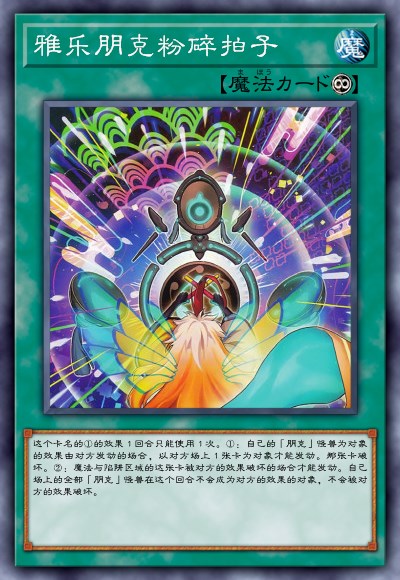 雅乐朋克粉碎拍子
魔
【魔法カード】
まほう
这个卡名的①的效果1回合只能使用1次。①：自己的「朋克」怪兽为对象
的效果由对方发动的场合，以对方场上1张卡为对象才能发动。那张卡破
坏。②：魔法与陷阱区域的这张卡被对方的效果破坏的场合才能发动。自己
场上的全部「朋克」怪兽在这个回合不会成为对方的效果的对象，不会被对
方的效果破坏。